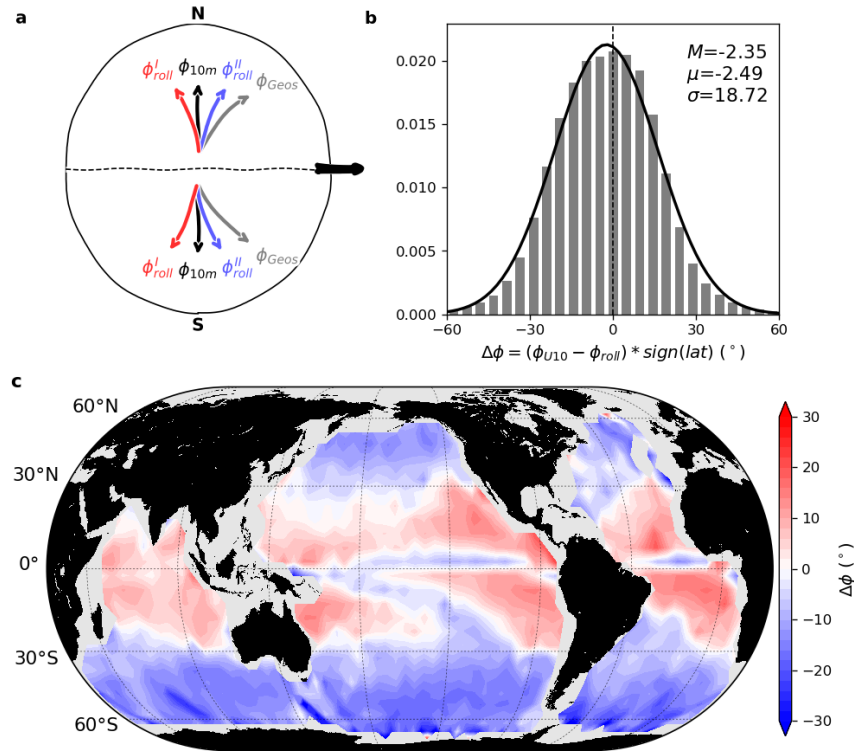 a
N
ϕ^I_roll ϕ_10m ϕ^II_roll ϕ_Geos
ϕ^I_roll ϕ_10m ϕ^II_roll ϕ_Geos
S
b
M=-2.35
μ=-2.49
σ=18.72
0.020
0.015
0.010
0.005
0.000
−60 −30 0 30 60
Δϕ = (ϕ_U10 − ϕ_roll) * sign(lat) (°)
c
60°N
30°N
0°
30°S
60°S
30
20
10
0
−10
−20
−30
Δϕ (°)